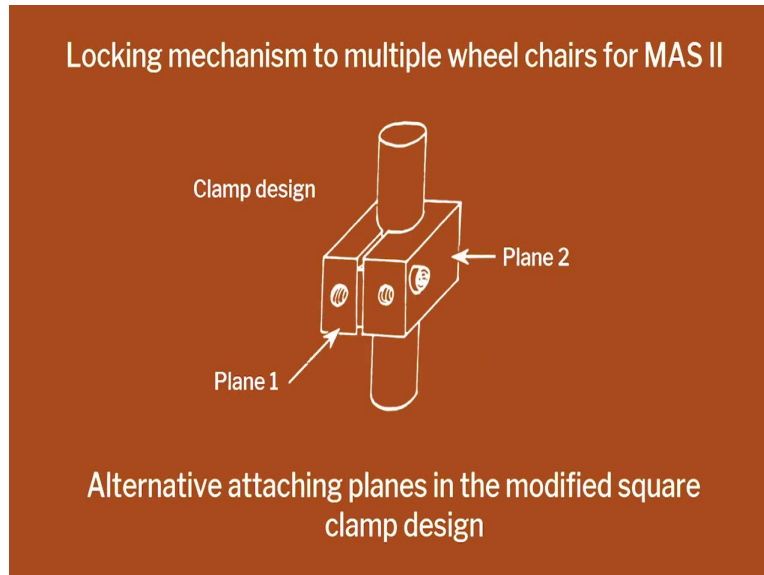 Locking mechanism to multiple wheel chairs for MAS II
Clamp design
Plane 2
Plane 1
Alternative attaching planes in the modified square
clamp design